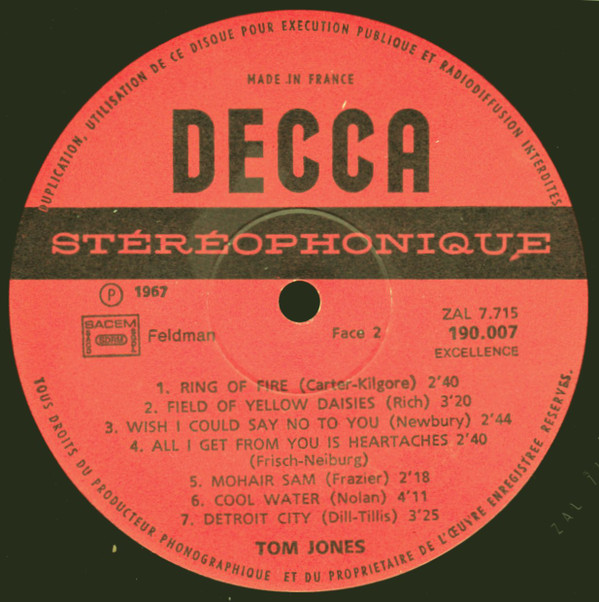 DUPLICATION, UTILISATION DE CE DISQUE POUR EXECUTION PUBLIQUE ET RADIODIFFUSION INTERDITES
MADE IN FRANCE
DECCA
STÉRÉOPHONIQUE
P 1967
ZAL 7.715
SACEM
SDRM
Feldman
Face 2
190.007
EXCELLENCE
1. RING OF FIRE (Carter-Kilgore) 2'40
2. FIELD OF YELLOW DAISIES (Rich) 3'20
3. WISH I COULD SAY NO TO YOU (Newbury) 2'44
4. ALL I GET FROM YOU IS HEARTACHES 2'40
(Frisch-Neiburg)
5. MOHAIR SAM (Frazier) 2'18
6. COOL WATER (Nolan) 4'11
7. DETROIT CITY (Dill-Tillis) 3'25
TOM JONES
TOUS DROITS DU PRODUCTEUR PHONOGRAPHIQUE ET DU PROPRIETAIRE DE L'ŒUVRE ENREGISTREE RESERVES.
ZAL